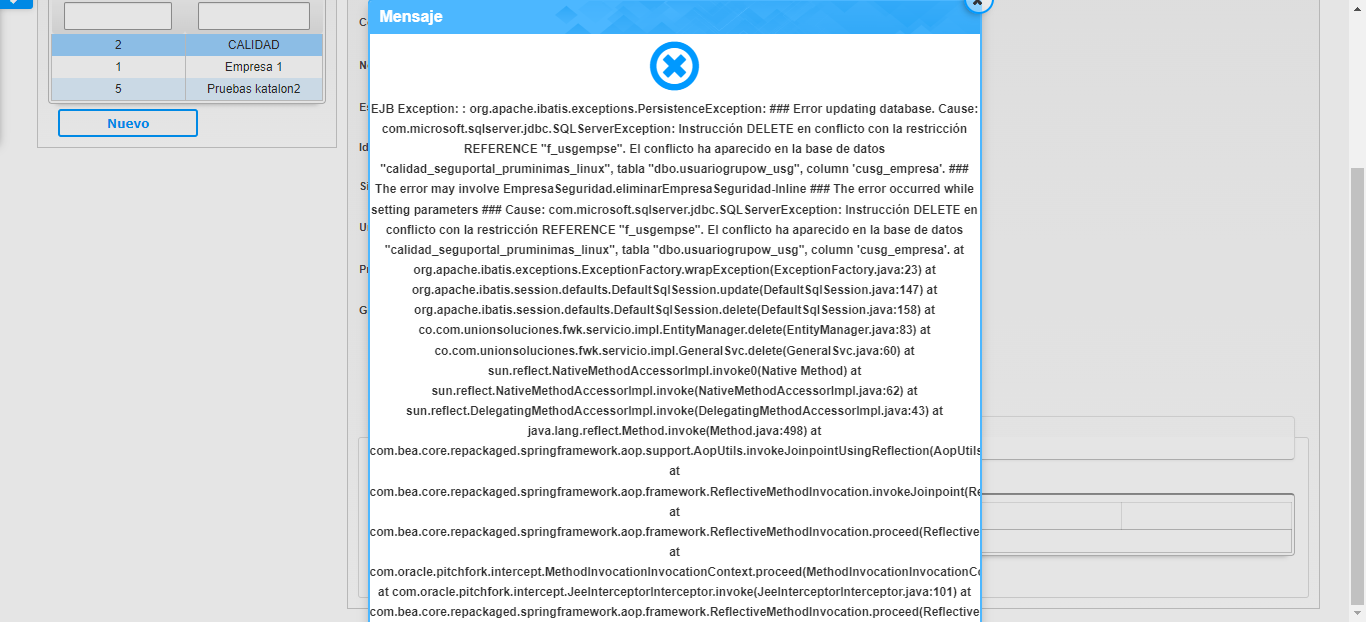 Mensaje
2 CALIDAD
1 Empresa 1
5 Pruebas katalon2
Nuevo
EJB Exception: : org.apache.ibatis.exceptions.PersistenceException: ### Error updating database. Cause:
com.microsoft.sqlserver.jdbc.SQLServerException: Instrucción DELETE en conflicto con la restricción
REFERENCE "f_usgempse". El conflicto ha aparecido en la base de datos
"calidad_seguportal_pruminimas_linux", tabla "dbo.usuariogrupow_usg", column 'cusg_empresa'. ###
The error may involve EmpresaSeguridad.eliminarEmpresaSeguridad-Inline ### The error occurred while
setting parameters ### Cause: com.microsoft.sqlserver.jdbc.SQLServerException: Instrucción DELETE en
conflicto con la restricción REFERENCE "f_usgempse". El conflicto ha aparecido en la base de datos
"calidad_seguportal_pruminimas_linux", tabla "dbo.usuariogrupow_usg", column 'cusg_empresa'. at
org.apache.ibatis.exceptions.ExceptionFactory.wrapException(ExceptionFactory.java:23) at
org.apache.ibatis.session.defaults.DefaultSqlSession.update(DefaultSqlSession.java:147) at
org.apache.ibatis.session.defaults.DefaultSqlSession.delete(DefaultSqlSession.java:158) at
co.com.unionsoluciones.fwk.servicio.impl.EntityManager.delete(EntityManager.java:83) at
co.com.unionsoluciones.fwk.servicio.impl.GeneralSvc.delete(GeneralSvc.java:60) at
sun.reflect.NativeMethodAccessorImpl.invoke0(Native Method) at
sun.reflect.NativeMethodAccessorImpl.invoke(NativeMethodAccessorImpl.java:62) at
sun.reflect.DelegatingMethodAccessorImpl.invoke(DelegatingMethodAccessorImpl.java:43) at
java.lang.reflect.Method.invoke(Method.java:498) at
com.bea.core.repackaged.springframework.aop.support.AopUtils.invokeJoinpointUsingReflection(AopUtils
at
com.bea.core.repackaged.springframework.aop.framework.ReflectiveMethodInvocation.invokeJoinpoint(Re
at
com.bea.core.repackaged.springframework.aop.framework.ReflectiveMethodInvocation.proceed(Reflective
at
com.oracle.pitchfork.intercept.MethodInvocationInvocationContext.proceed(MethodInvocationInvocationCo
at com.oracle.pitchfork.intercept.JeeInterceptorInterceptor.invoke(JeeInterceptorInterceptor.java:101) at
com.bea.core.repackaged.springframework.aop.framework.ReflectiveMethodInvocation.proceed(Reflective